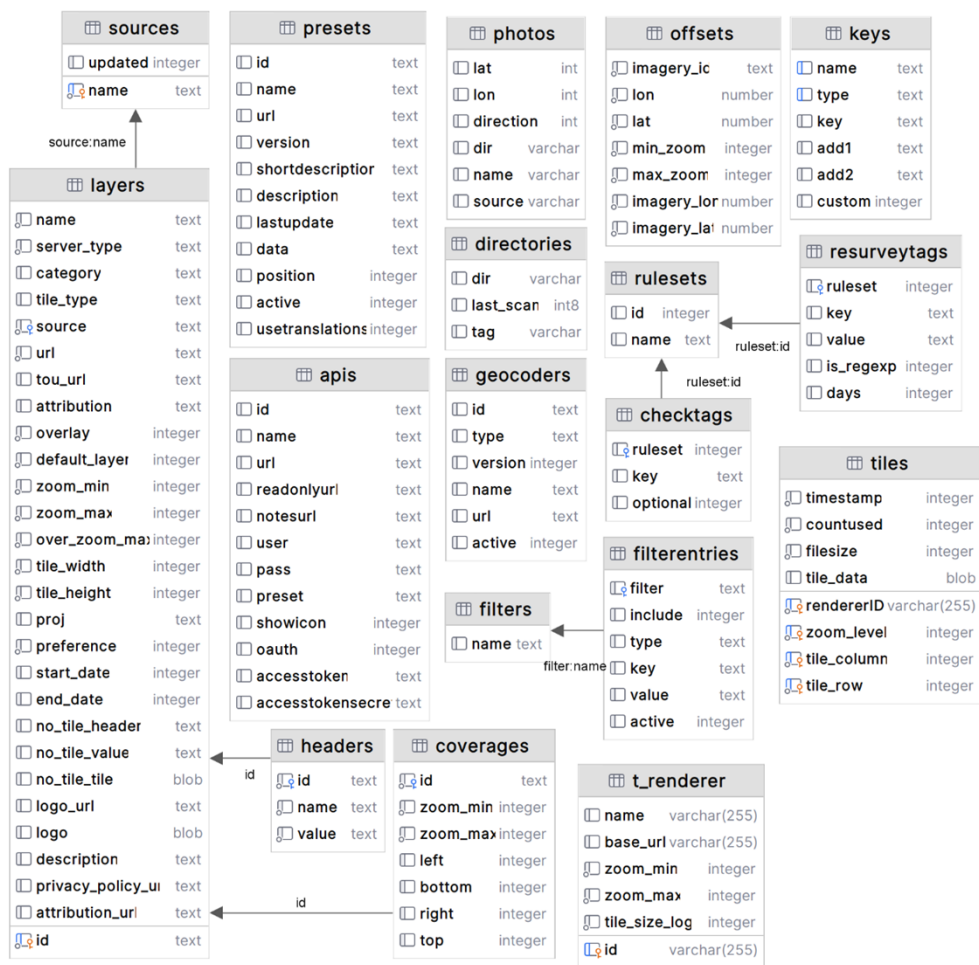 sources
updated integer
name text
source:name
layers
name text
server_type text
category text
tile_type text
source text
url text
tou_url text
attribution text
overlay integer
default_layer integer
zoom_min integer
zoom_max integer
over_zoom_max integer
tile_width integer
tile_height integer
proj text
preference integer
start_date integer
end_date integer
no_tile_header text
no_tile_value text
no_tile_tile blob
logo_url text
logo blob
description text
privacy_policy_ur text
attribution_url text
id text
presets
id text
name text
url text
version text
shortdescription text
description text
lastupdate text
data text
position integer
active integer
usetranslations integer
apis
id text
name text
url text
readonlyurl text
notesurl text
user text
pass text
preset text
showicon integer
oauth integer
accesstoken text
accesstokensecre text
headers
id text
name text
value text
id
coverages
id text
zoom_min integer
zoom_max integer
left integer
bottom integer
right integer
top integer
id
photos
lat int
lon int
direction int
dir varchar
name varchar
source varchar
directories
dir varchar
last_scan int8
tag varchar
geocoders
id text
type text
version integer
name text
url text
active integer
filters
name text
filter:name
filterentries
filter text
include integer
type text
key text
value text
active integer
offsets
imagery_id text
lon number
lat number
min_zoom integer
max_zoom integer
imagery_lon number
imagery_lat number
rulesets
id integer
name text
ruleset:id
ruleset:id
checktags
ruleset integer
key text
optional integer
keys
name text
type text
key text
add1 text
add2 text
custom integer
resurveytags
ruleset integer
key text
value text
is_regexp integer
days integer
tiles
timestamp integer
countused integer
filesize integer
tile_data blob
rendererID varchar(255)
zoom_level integer
tile_column integer
tile_row integer
t_renderer
name varchar(255)
base_url varchar(255)
zoom_min integer
zoom_max integer
tile_size_log integer
id varchar(255)